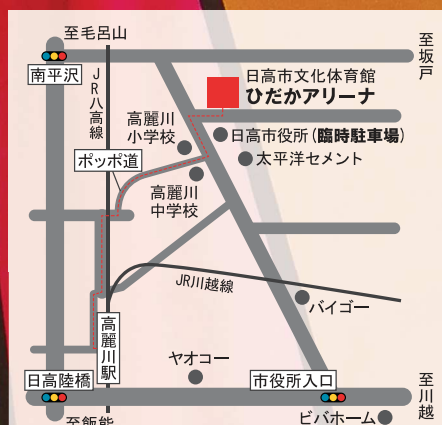 至毛呂山
至坂戸
南平沢
JR八高線
日高市文化体育館
ひだかアリーナ
高麗川
小学校
日高市役所(臨時駐車場)
太平洋セメント
ポッポ道
高麗川
中学校
JR川越線
バイゴー
高麗川駅
ヤオコー
日高陸橋
市役所入口
至川越
至飯能
ビバホーム